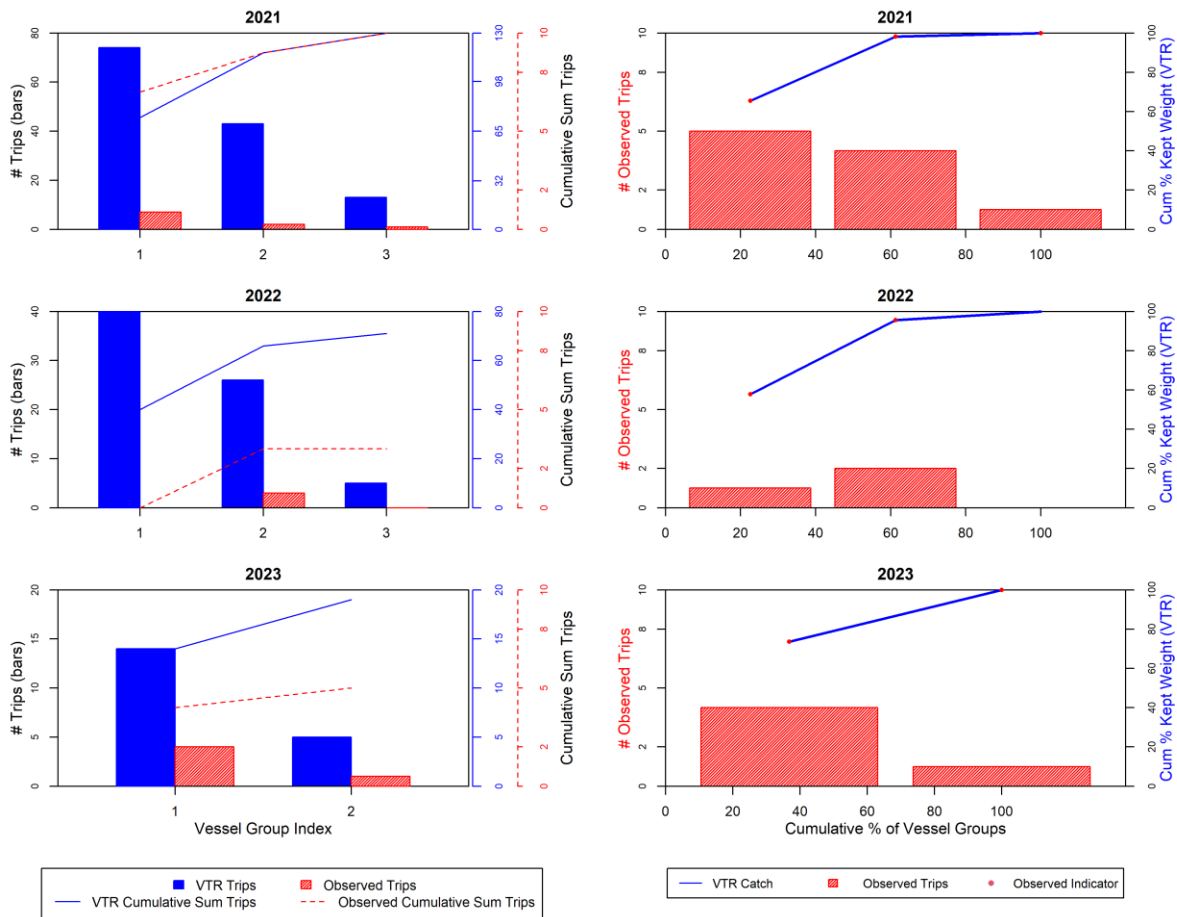 2021
# Trips (bars)
0 20 40 60 80
1 2 3
0 32 65 98 130
0 2 5 8 10
Cumulative Sum Trips
2021
# Observed Trips
0 2 5 8 10
0 20 40 60 80 100
0 20 40 60 80 100
Cum % Kept Weight (VTR)
2022
# Trips (bars)
0 10 20 30 40
1 2 3
0 20 40 60 80
0 2 5 8 10
Cumulative Sum Trips
2022
# Observed Trips
0 2 5 8 10
0 20 40 60 80 100
0 20 40 60 80 100
Cum % Kept Weight (VTR)
2023
# Trips (bars)
0 5 10 15 20
1 2
Vessel Group Index
0 5 10 15 20
0 2 5 8 10
Cumulative Sum Trips
2023
# Observed Trips
0 2 5 8 10
0 20 40 60 80 100
Cumulative % of Vessel Groups
0 20 40 60 80 100
Cum % Kept Weight (VTR)
VTR Trips Observed Trips
VTR Cumulative Sum Trips Observed Cumulative Sum Trips
VTR Catch Observed Trips Observed Indicator